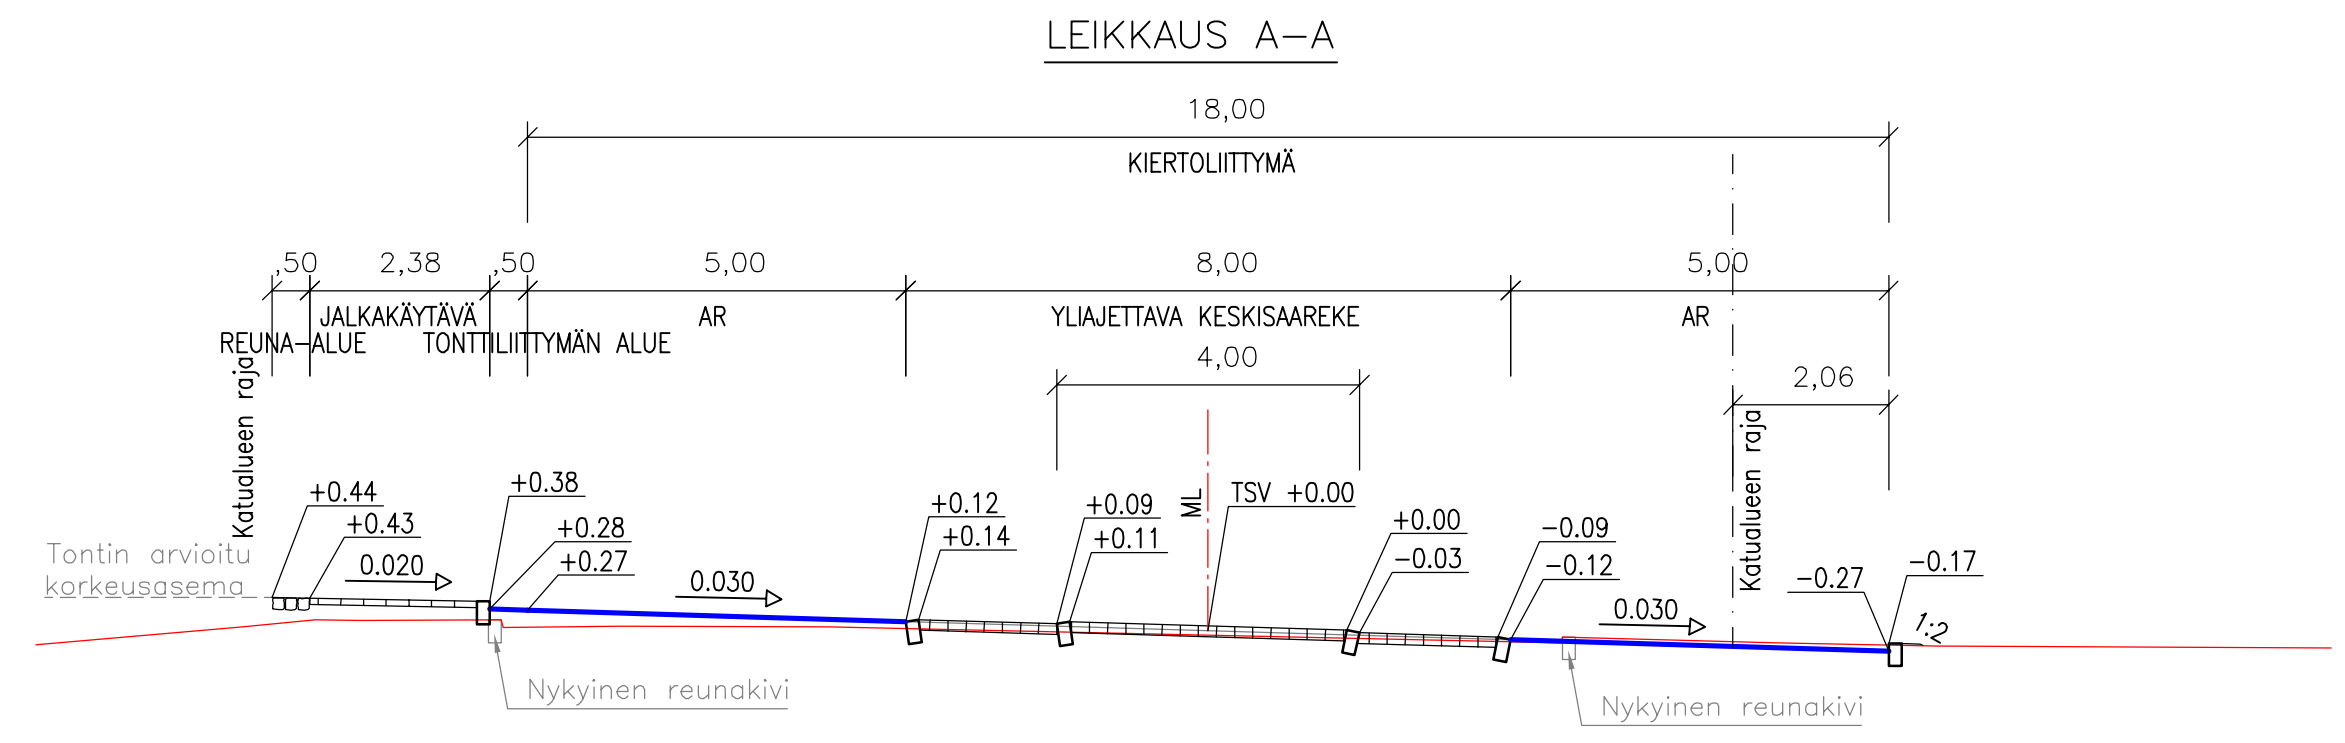 LEIKKAUS A-A
18,00
KIERTOLIITTYMÄ
,50
2,38
,50
5,00
8,00
5,00
JALKAKÄYTÄVÄ
AR
YLIAJETTAVA KESKISAAREKE
AR
REUNA-ALUE
TONTTILIITTYMÄN ALUE
4,00
2,06
Katualueen raja
ML
Katualueen raja
+0.44
+0.43
+0.38
+0.28
+0.27
+0.12
+0.14
+0.09
+0.11
TSV +0.00
+0.00
-0.03
-0.09
-0.12
-0.27
-0.17
Tontin arvioitu
korkeusasema
0.020
0.030
0.030
1:2
Nykyinen reunakivi
Nykyinen reunakivi